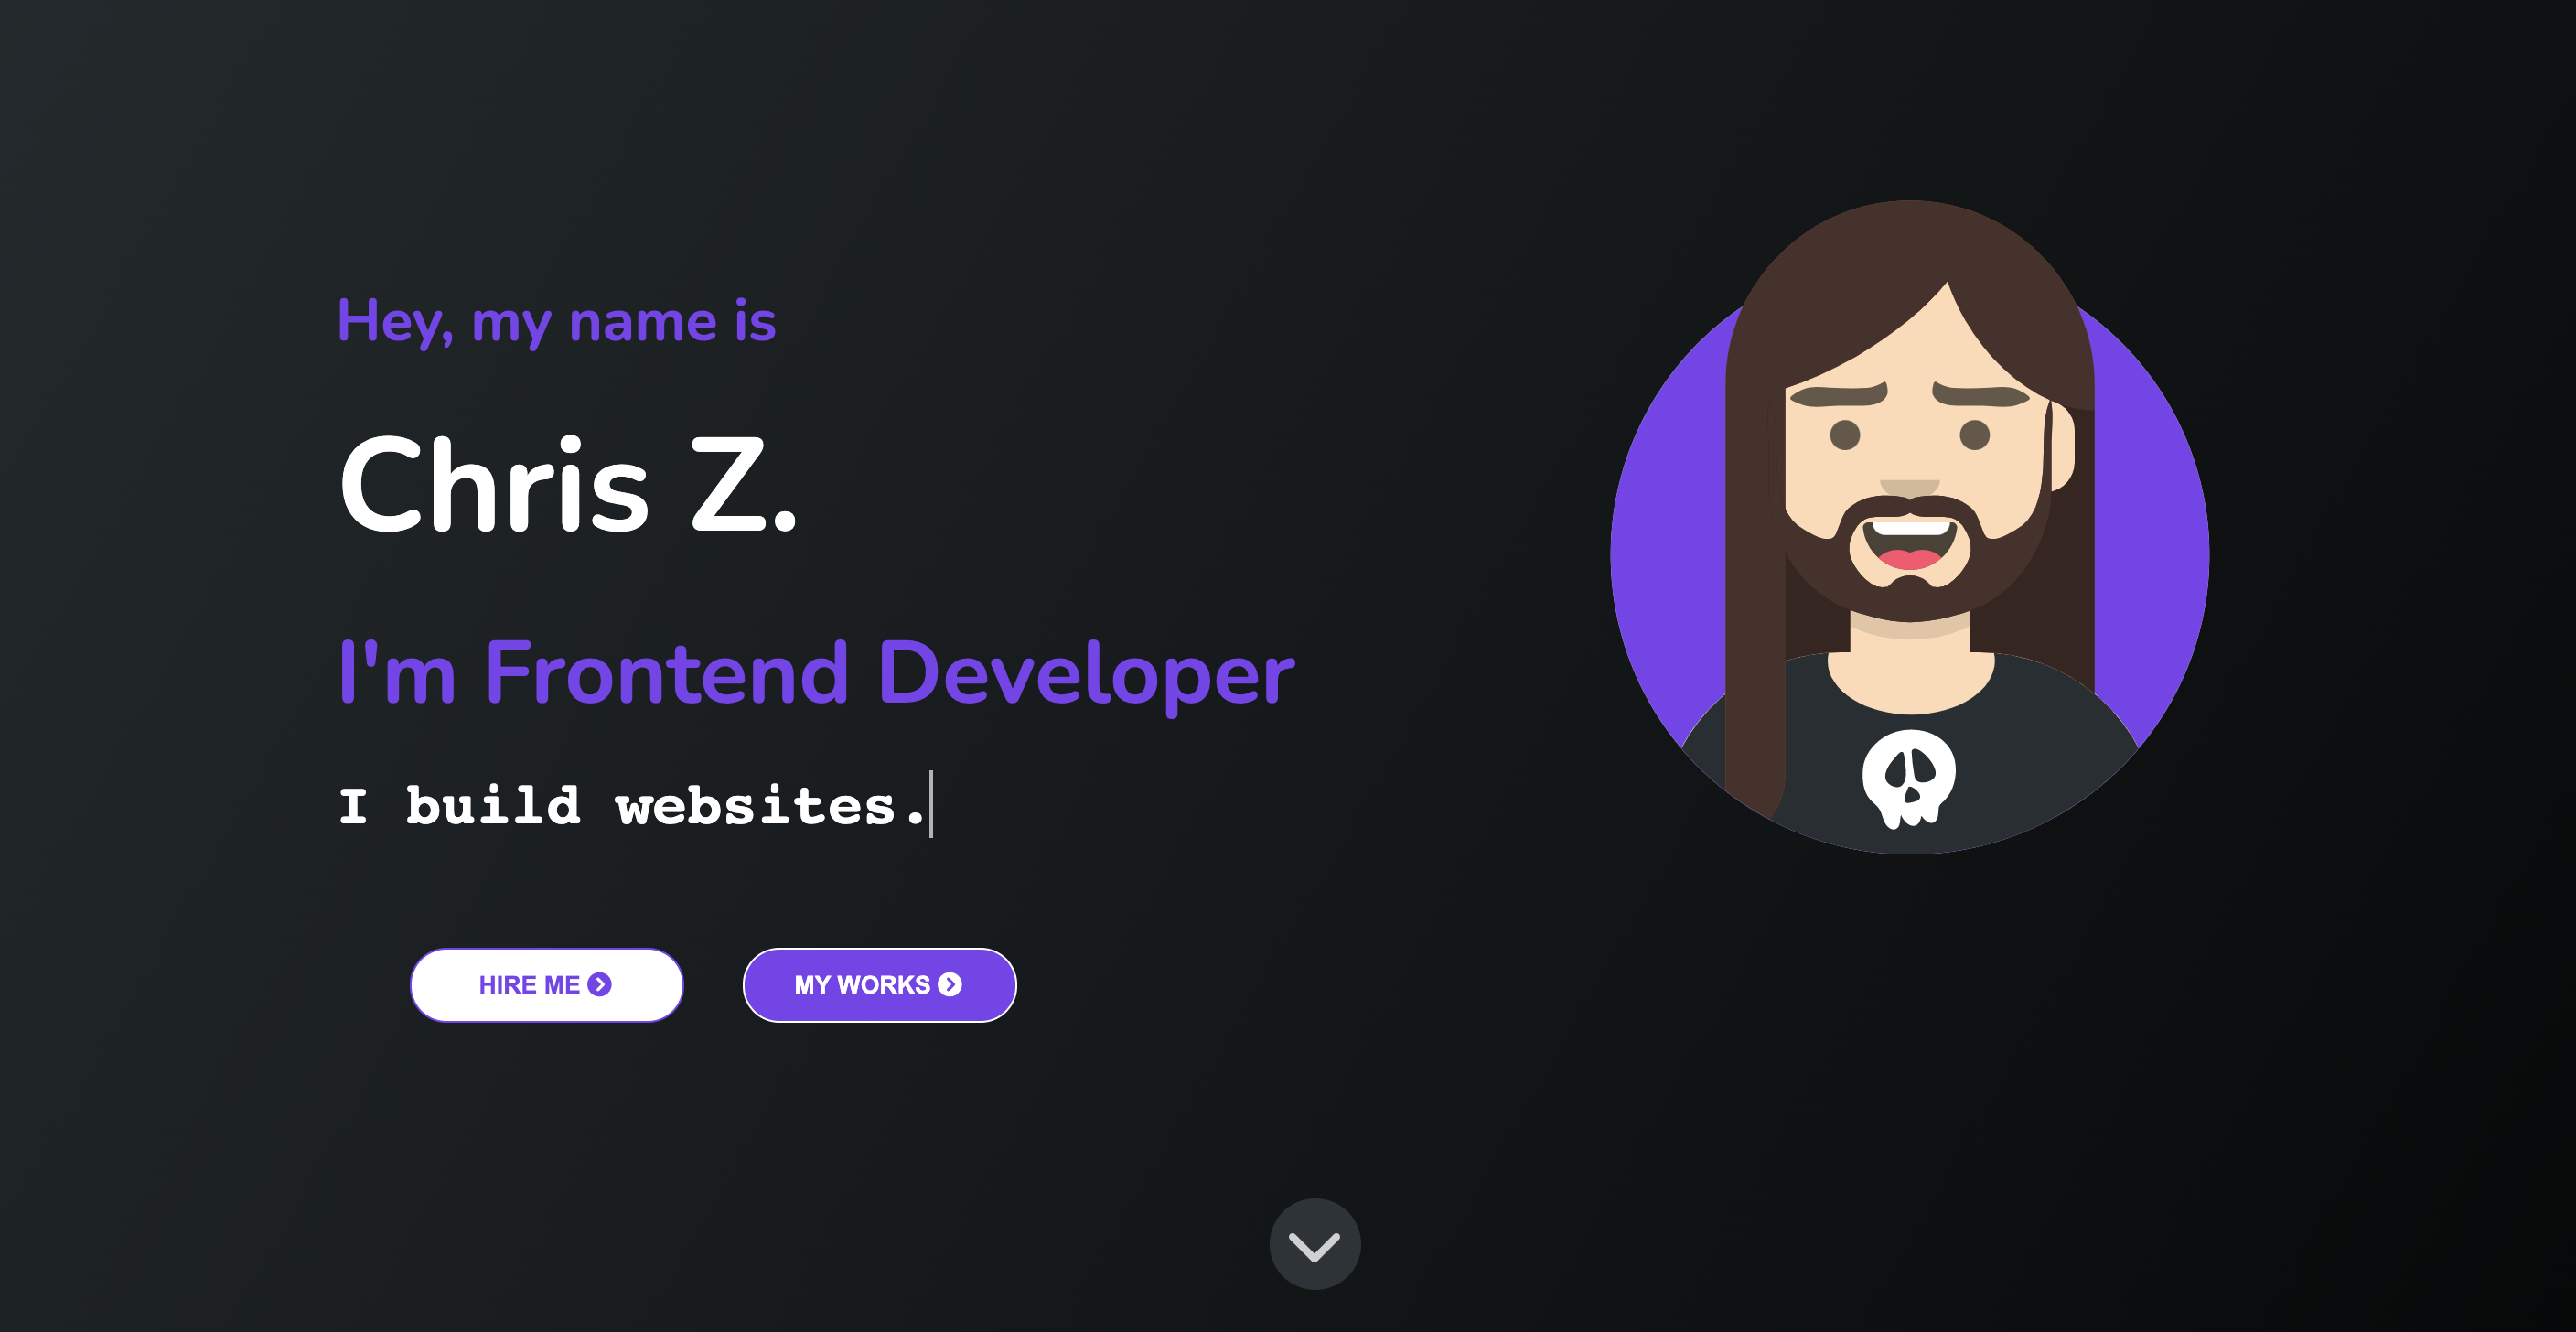 Hey, my name is
Chris Z.
I'm Frontend Developer
I build websites.
HIRE ME
MY WORKS